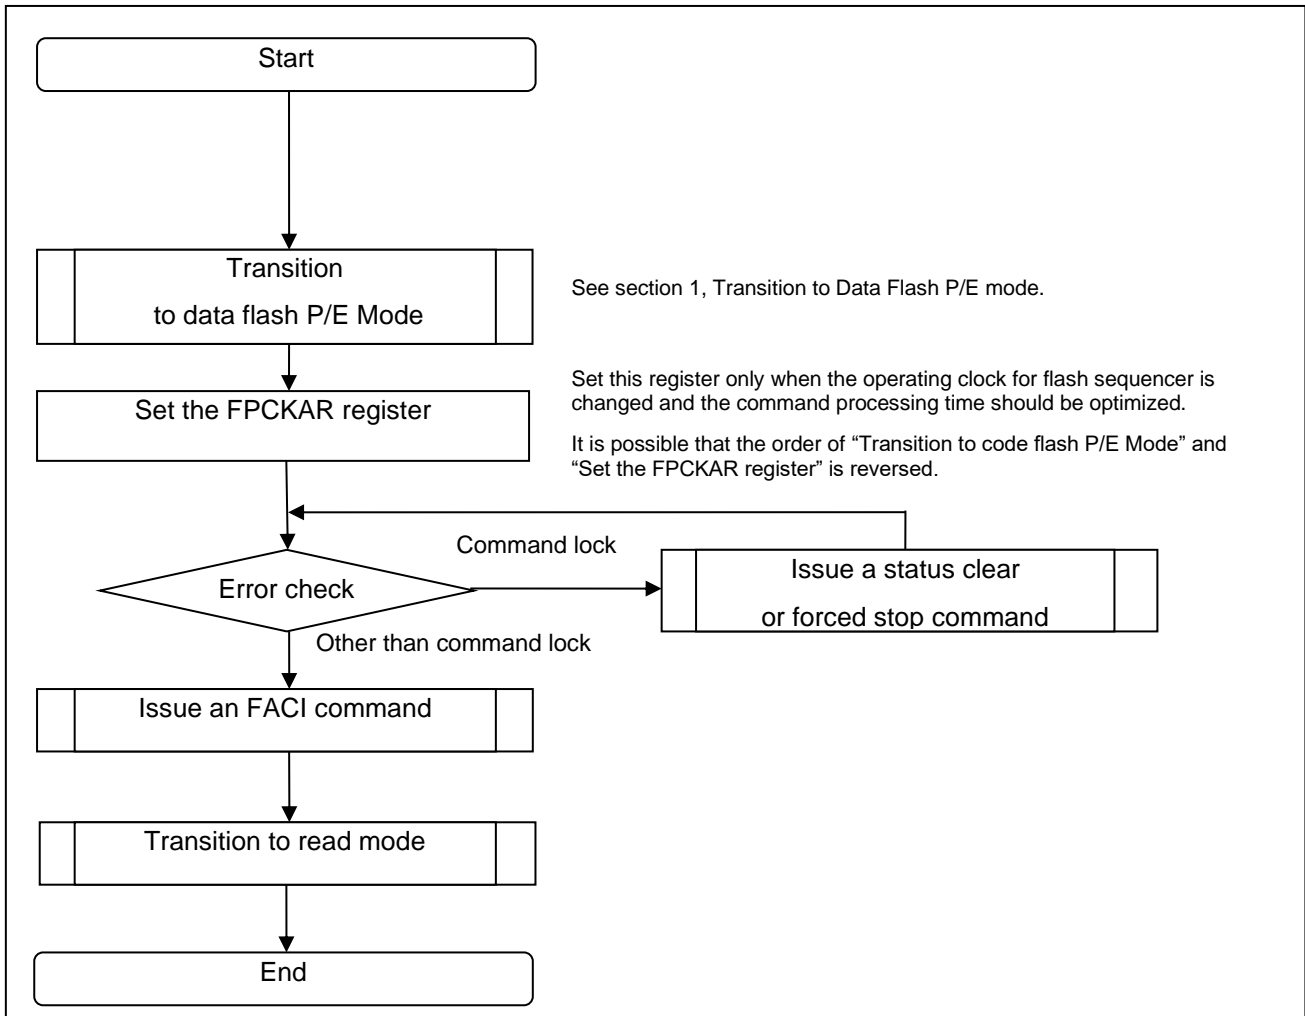 Start
Transition
to data flash P/E Mode
See section 1, Transition to Data Flash P/E mode.
Set the FPCKAR register
Set this register only when the operating clock for flash sequencer is
changed and the command processing time should be optimized.
It is possible that the order of “Transition to code flash P/E Mode” and
“Set the FPCKAR register” is reversed.
Error check
Command lock
Issue a status clear
or forced stop command
Other than command lock
Issue an FACI command
Transition to read mode
End